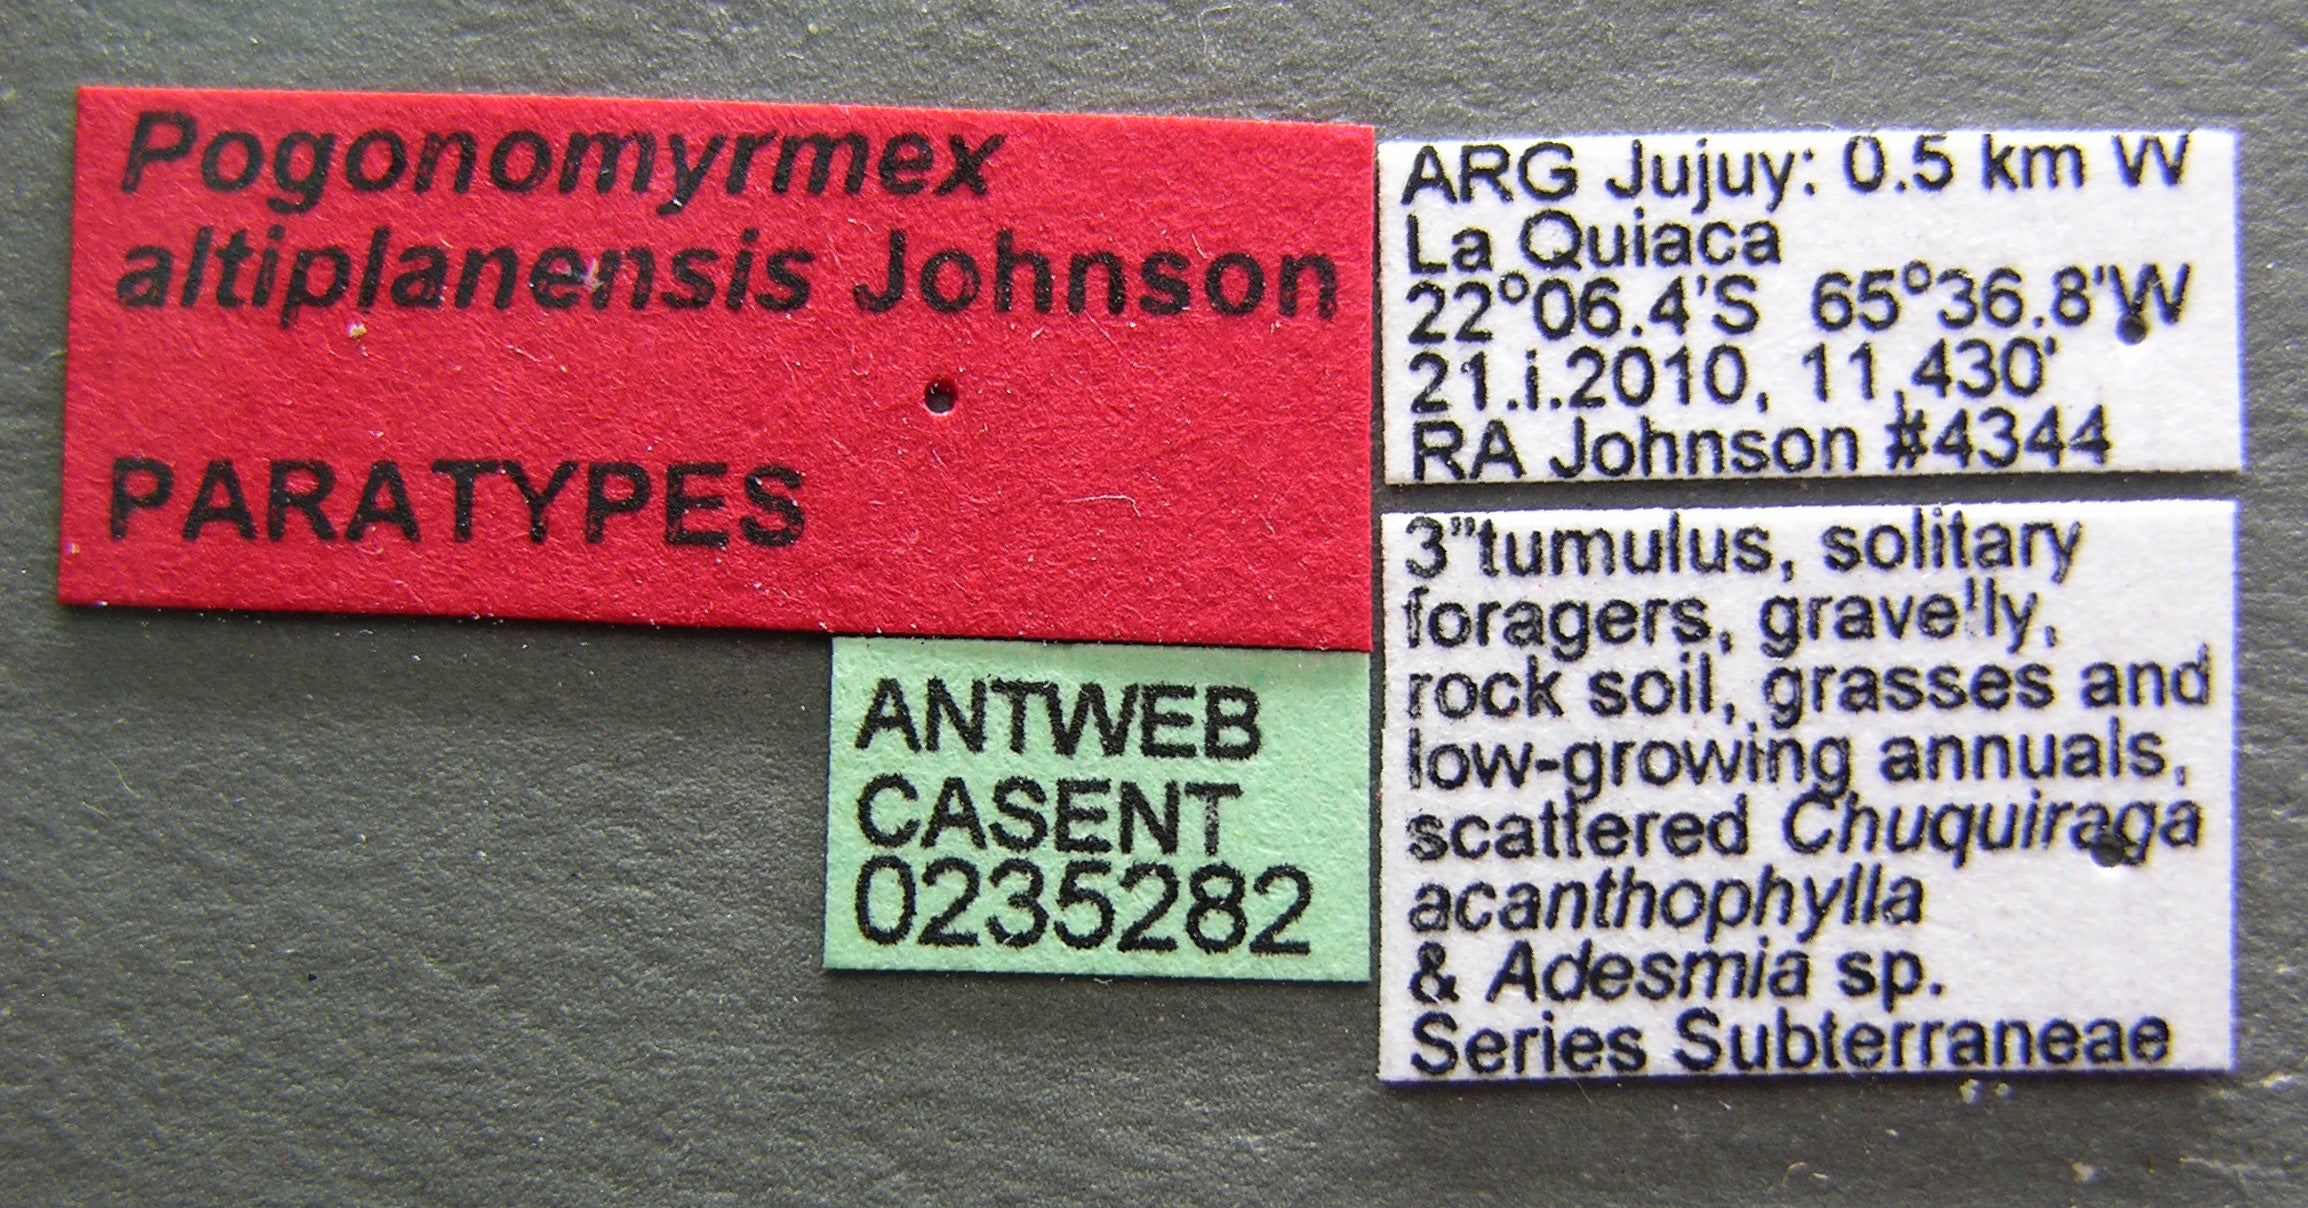 Pogonomyrmex
altiplanensis Johnson
PARATYPES
ANTWEB
CASENT
0235282
ARG Jujuy: 0.5 km W
La Quiaca
22°06.4'S 65°36.8'W
21.i.2010, 11,430'
RA Johnson #4344
3"tumulus, solitary
foragers, gravelly,
rock soil, grasses and
low-growing annuals,
scattered Chuquiraga
acanthophylla
& Adesmia sp.
Series Subterraneae